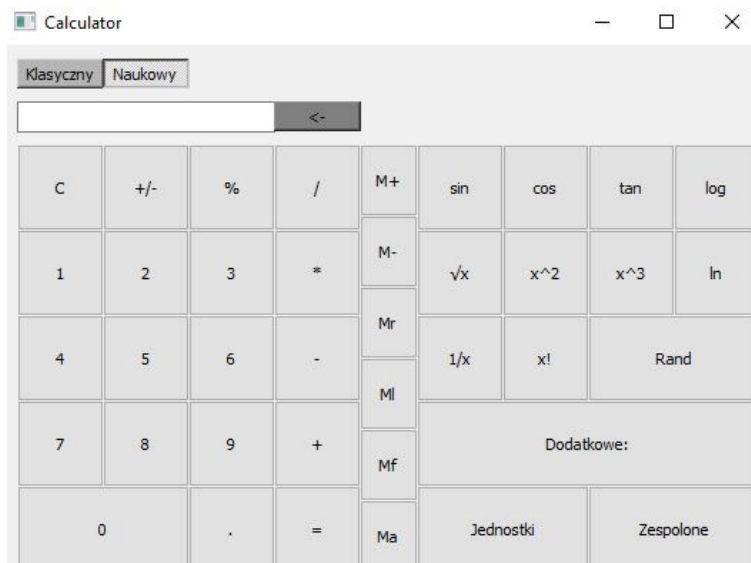 Calculator
Klasyczny Naukowy
<-
C +/- % / M+ sin cos tan log
1 2 3 * M- √x x^2 x^3 ln
4 5 6 - Mr 1/x x! Rand
Ml
7 8 9 + Mf Dodatkowe:
0 . = Ma Jednostki Zespolone